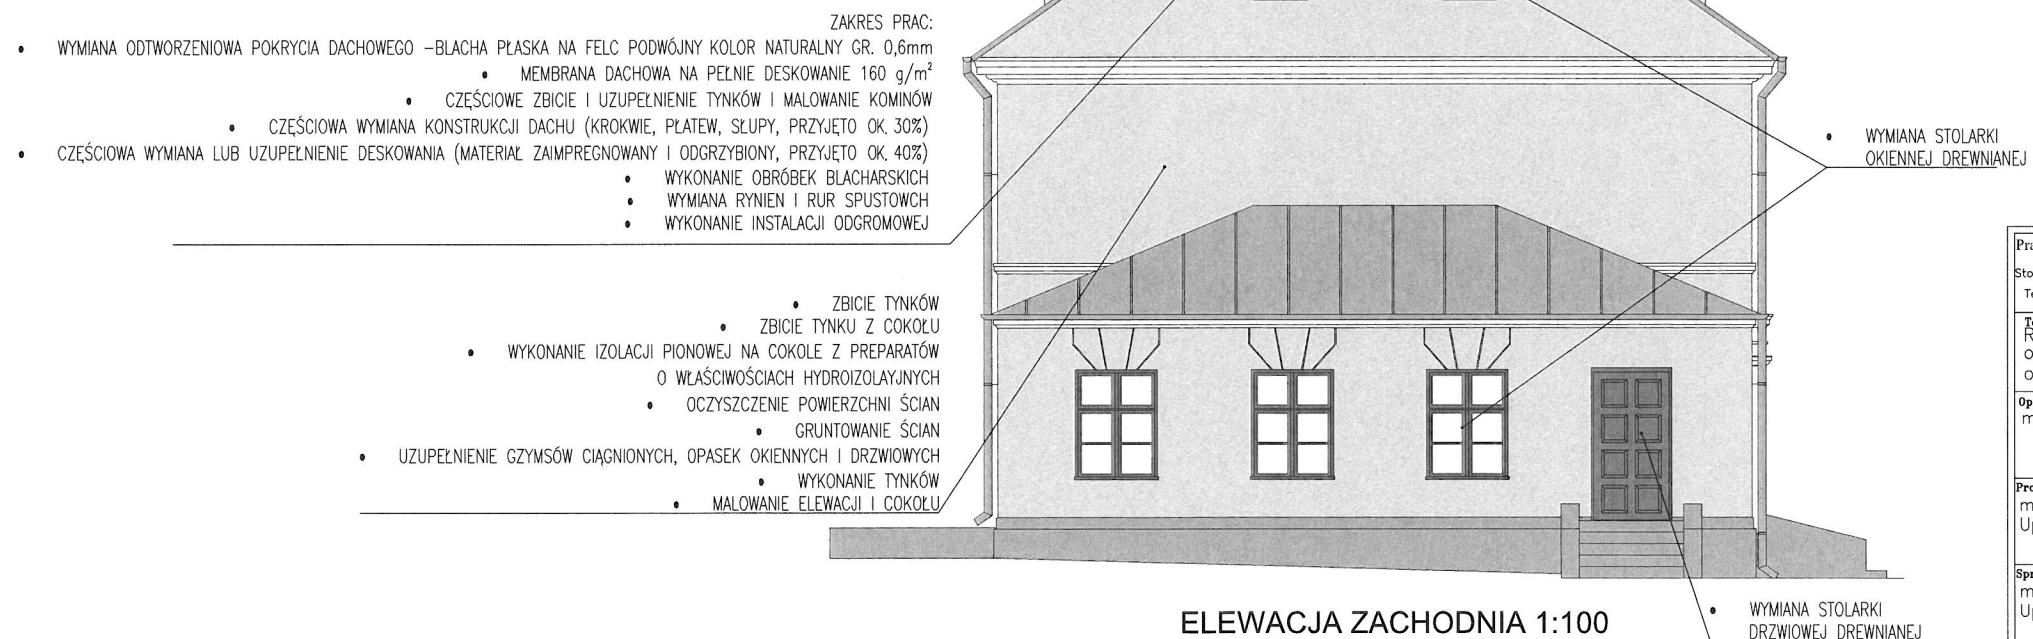 ZAKRES PRAC:
• WYMIANA ODTWORZENIOWA POKRYCIA DACHOWEGO –BLACHA PŁASKA NA FELC PODWÓJNY KOLOR NATURALNY GR. 0,6mm
• MEMBRANA DACHOWA NA PEŁNIE DESKOWANIE 160 g/m²
• CZĘŚCIOWE ZBICIE I UZUPEŁNIENIE TYNKÓW I MALOWANIE KOMINÓW
• CZĘŚCIOWA WYMIANA KONSTRUKCJI DACHU (KROKWIE, PŁATEW, SŁUPY, PRZYJĘTO OK. 30%)
• CZĘŚCIOWA WYMIANA LUB UZUPEŁNIENIE DESKOWANIA (MATERIAŁ ZAIMPREGNOWANY I ODGRZYBIONY, PRZYJĘTO OK. 40%)
• WYKONANIE OBRÓBEK BLACHARSKICH
• WYMIANA RYNIEN I RUR SPUSTOWCH
• WYKONANIE INSTALACJI ODGROMOWEJ
• ZBICIE TYNKÓW
• ZBICIE TYNKU Z COKOŁU
• WYKONANIE IZOLACJI PIONOWEJ NA COKOLE Z PREPARATÓW
O WŁAŚCIWOŚCIACH HYDROIZOLAYJNYCH
• OCZYSZCZENIE POWIERZCHNI ŚCIAN
• GRUNTOWANIE ŚCIAN
• UZUPEŁNIENIE GZYMSÓW CIĄGNIONYCH, OPASEK OKIENNYCH I DRZWIOWYCH
• WYKONANIE TYNKÓW
• MALOWANIE ELEWACJI I COKOŁU
• WYMIANA STOLARKI
OKIENNEJ DREWNIANEJ
• WYMIANA STOLARKI
DRZWIOWEJ DREWNIANEJ
ELEWACJA ZACHODNIA 1:100